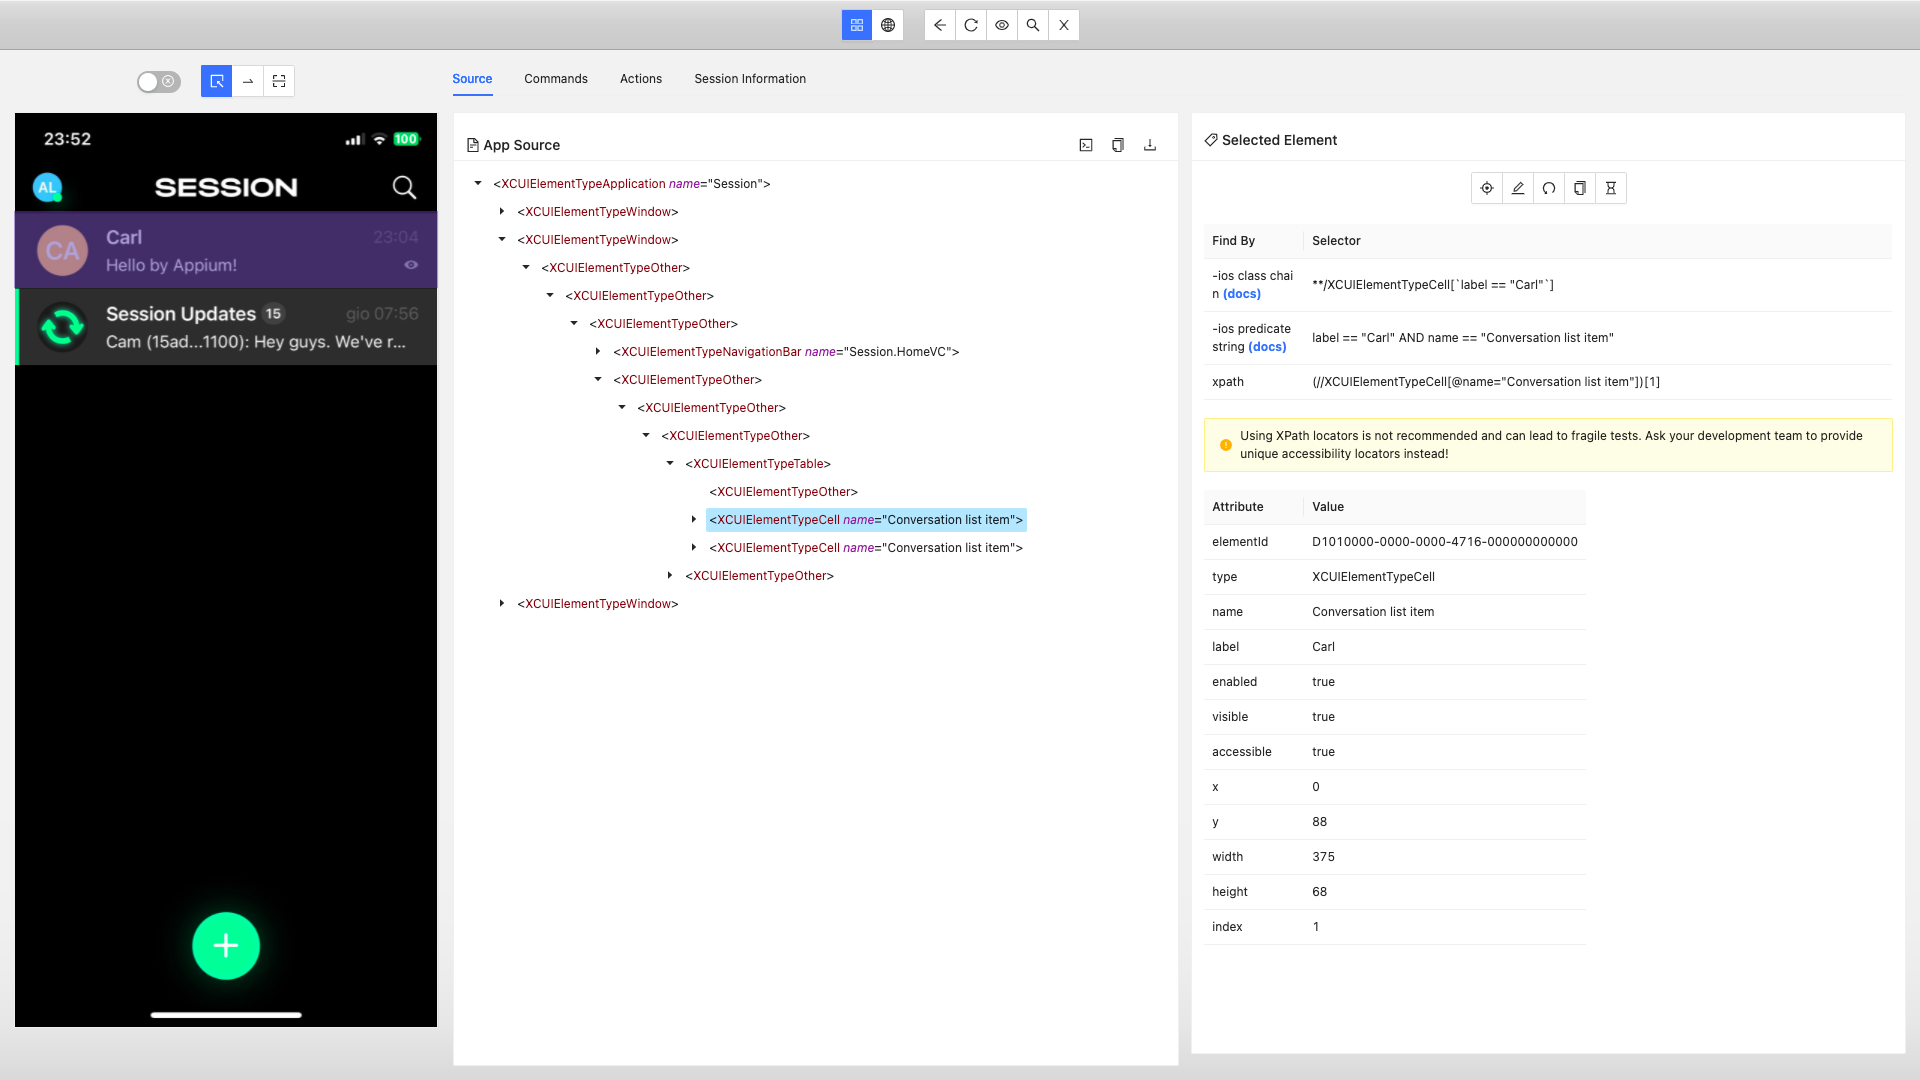 Source
Commands
Actions
Session Information
23:52
100
AL
SESSION
CA
Carl
23:04
Hello by Appium!
Session Updates 15
gio 07:56
Cam (15ad...1100): Hey guys. We've r...
App Source
<XCUIElementTypeApplication name="Session">
<XCUIElementTypeWindow>
<XCUIElementTypeWindow>
<XCUIElementTypeOther>
<XCUIElementTypeOther>
<XCUIElementTypeOther>
<XCUIElementTypeNavigationBar name="Session.HomeVC">
<XCUIElementTypeOther>
<XCUIElementTypeOther>
<XCUIElementTypeOther>
<XCUIElementTypeTable>
<XCUIElementTypeOther>
<XCUIElementTypeCell name="Conversation list item">
<XCUIElementTypeCell name="Conversation list item">
<XCUIElementTypeOther>
<XCUIElementTypeWindow>
Selected Element
Find By
Selector
-ios class chai
n (docs)
**/XCUIElementTypeCell[`label == "Carl"`]
-ios predicate
string (docs)
label == "Carl" AND name == "Conversation list item"
xpath
(//XCUIElementTypeCell[@name="Conversation list item"])[1]
Using XPath locators is not recommended and can lead to fragile tests. Ask your development team to provide
unique accessibility locators instead!
Attribute
Value
elementId
D1010000-0000-0000-4716-000000000000
type
XCUIElementTypeCell
name
Conversation list item
label
Carl
enabled
true
visible
true
accessible
true
x
0
y
88
width
375
height
68
index
1